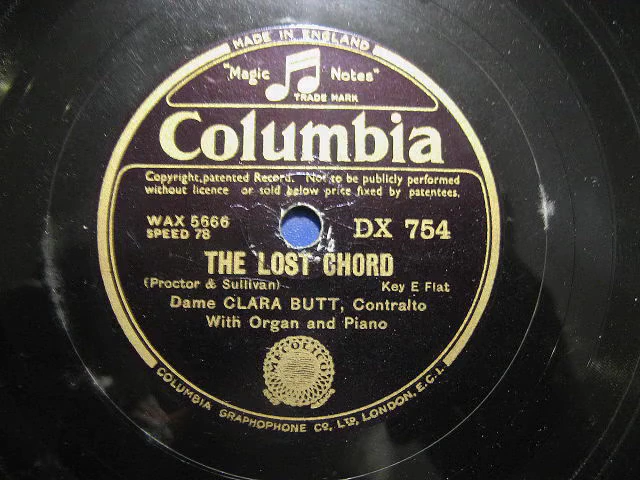 MADE IN ENGLAND
"Magic Notes"
TRADE MARK
Columbia
Copyright, patented Record. Not to be publicly performed
without licence or sold below price fixed by patentees.
WAX 5666
SPEED 78
DX 754
THE LOST CHORD
(Proctor & Sullivan)
Key E Flat
Dame CLARA BUTT, Contralto
With Organ and Piano
COLUMBIA GRAPHOPHONE CO, LTD, LONDON, E.C.1.